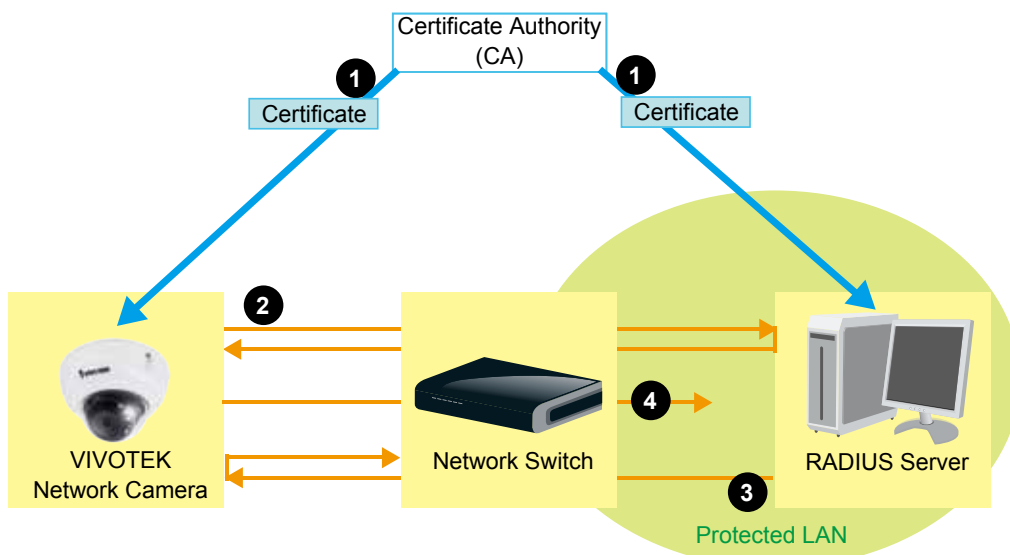 Certificate Authority
(CA)
1
1
Certificate
Certificate
2
4
VIVOTEK
Network Camera
Network Switch
RADIUS Server
3
Protected LAN